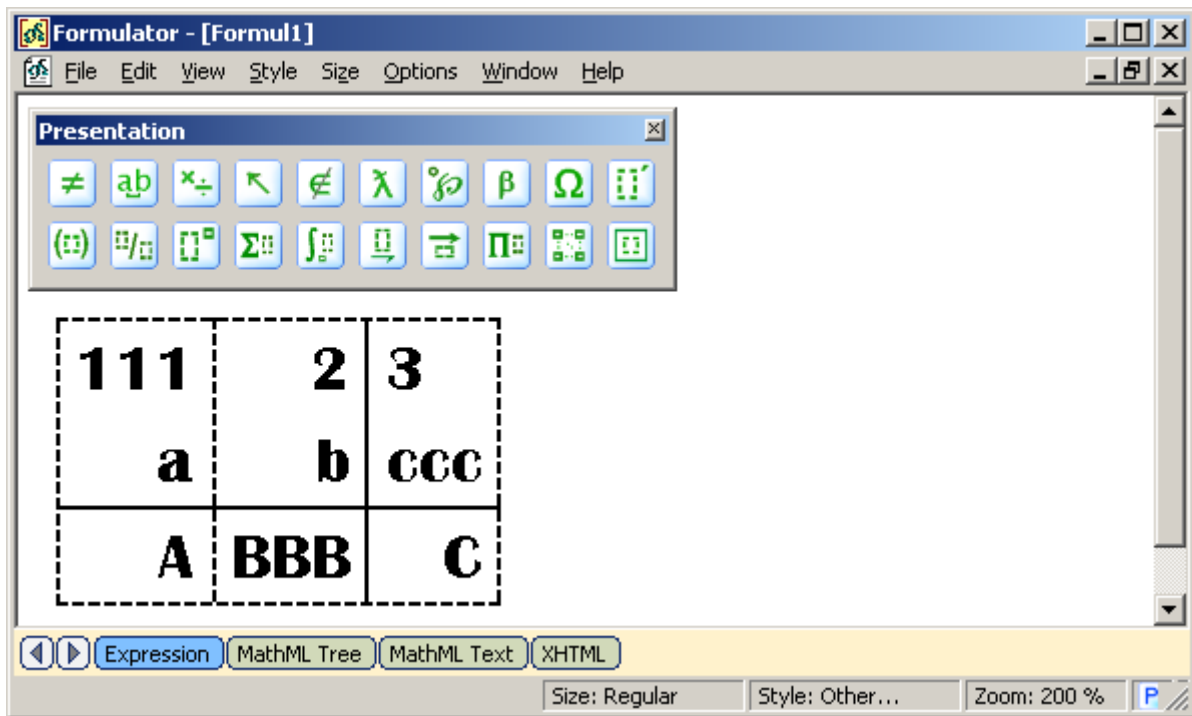 Formulator - [Formul1]
File Edit View Style Size Options Window Help
Presentation
≠ ab ×÷ ↖ ∉ ƛ °℘ β Ω
Σ ∫ Π
111 2 3
a b ccc
A BBB C
Expression MathML Tree MathML Text XHTML
Size: Regular Style: Other... Zoom: 200 % P